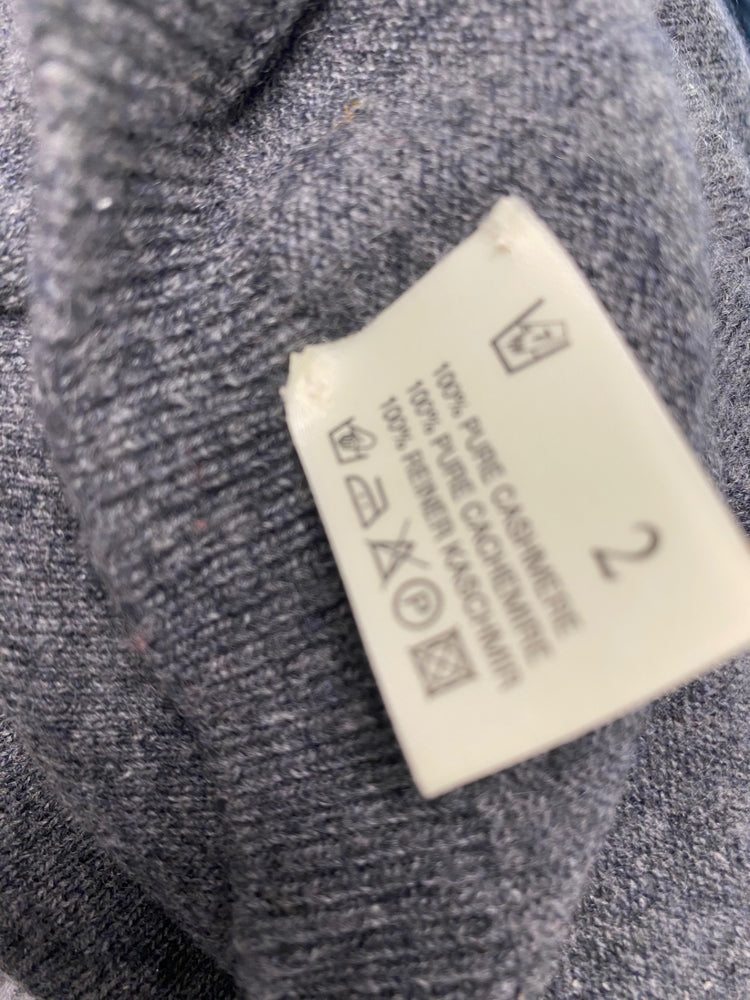 100% PURE CASHMERE
100% PURE CACHEMIRE
100% REINER KASCHMIR
P
2